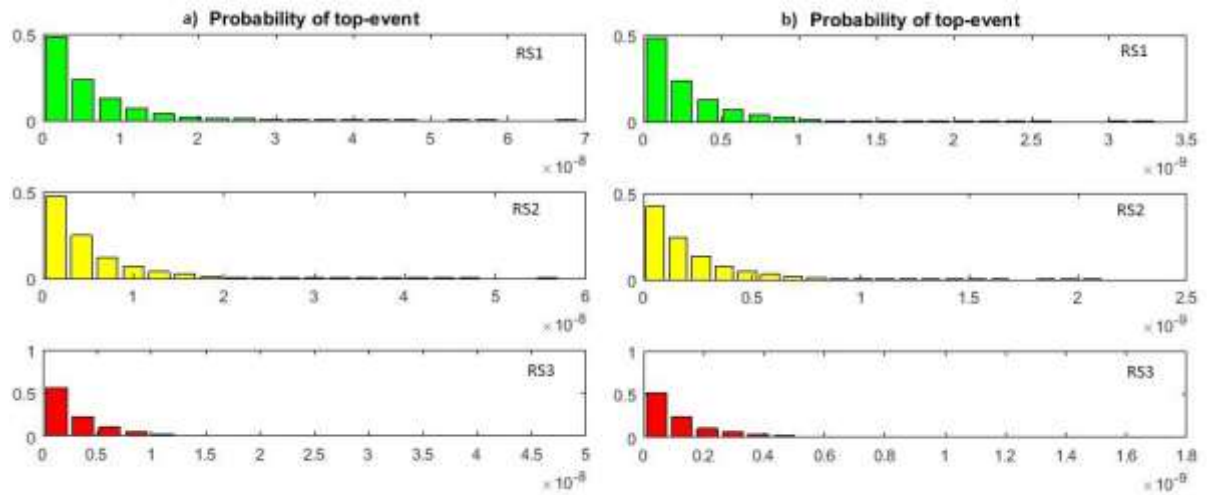 a) Probability of top-event
0.5
RS1
0
0 1 2 3 4 5 6 7
× 10-8
0.5
RS2
0
0 1 2 3 4 5 6
× 10-8
1
RS3
0.5
0
0 0.5 1 1.5 2 2.5 3 3.5 4 4.5 5
× 10-8
b) Probability of top-event
0.5
RS1
0
0 0.5 1 1.5 2 2.5 3 3.5
× 10-9
0.5
RS2
0
0 0.5 1 1.5 2 2.5
× 10-9
1
RS3
0.5
0
0 0.2 0.4 0.6 0.8 1 1.2 1.4 1.6 1.8
× 10-9